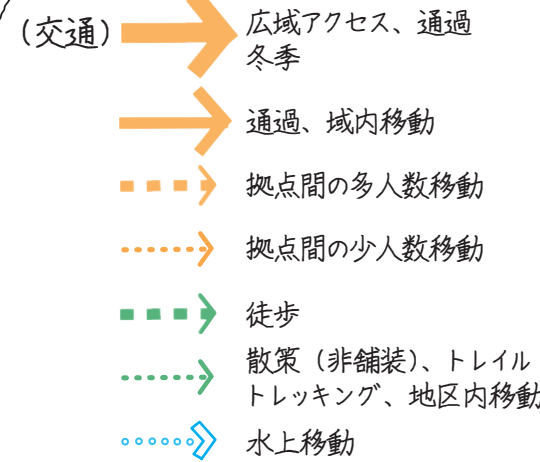 (交通)
広域アクセス、通過
冬季
通過、域内移動
拠点間の多人数移動
拠点間の少人数移動
徒歩
散策（非舗装）、トレイル
トレッキング、地区内移動
水上移動